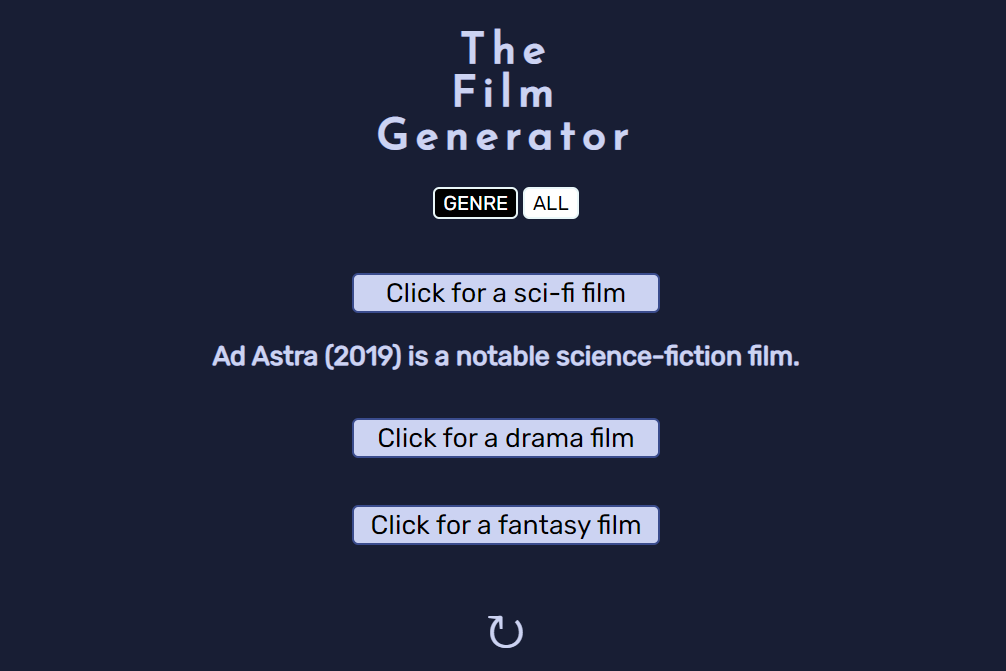 The
Film
Generator
GENRE ALL
Click for a sci-fi film
Ad Astra (2019) is a notable science-fiction film.
Click for a drama film
Click for a fantasy film
↻